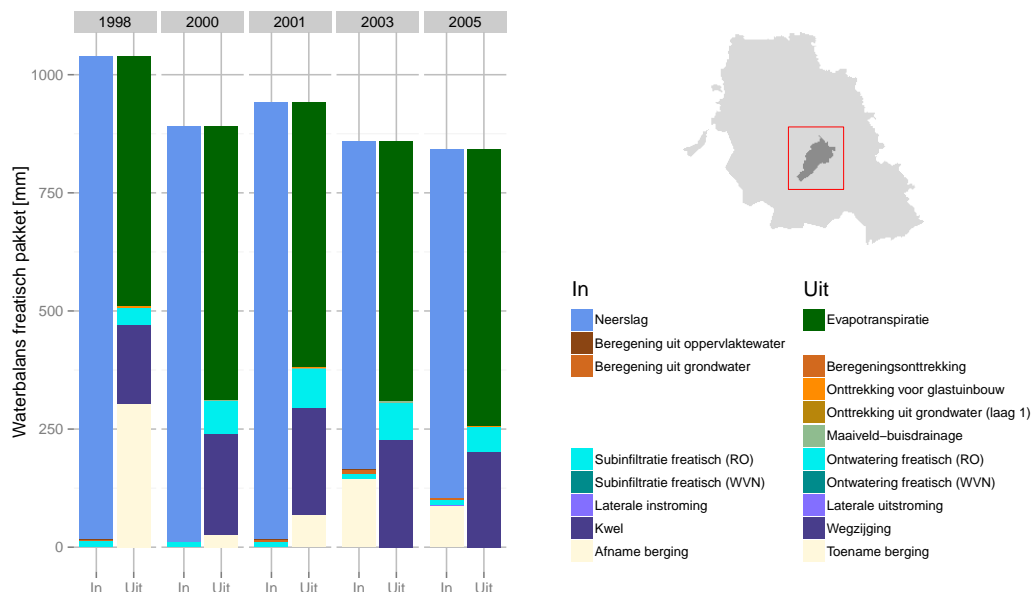 1998 2000 2001 2003 2005
Waterbalans freatisch pakket [mm]
1000
750
500
250
0
In Uit In Uit In Uit In Uit In Uit
In
Neerslag
Beregening uit oppervlaktewater
Beregening uit grondwater
Subinfiltratie freatisch (RO)
Subinfiltratie freatisch (WVN)
Laterale instroming
Kwel
Afname berging
Uit
Evapotranspiratie
Beregeningsonttrekking
Onttrekking voor glastuinbouw
Onttrekking uit grondwater (laag 1)
Maaiveld−buisdrainage
Ontwatering freatisch (RO)
Ontwatering freatisch (WVN)
Laterale uitstroming
Wegzijging
Toename berging